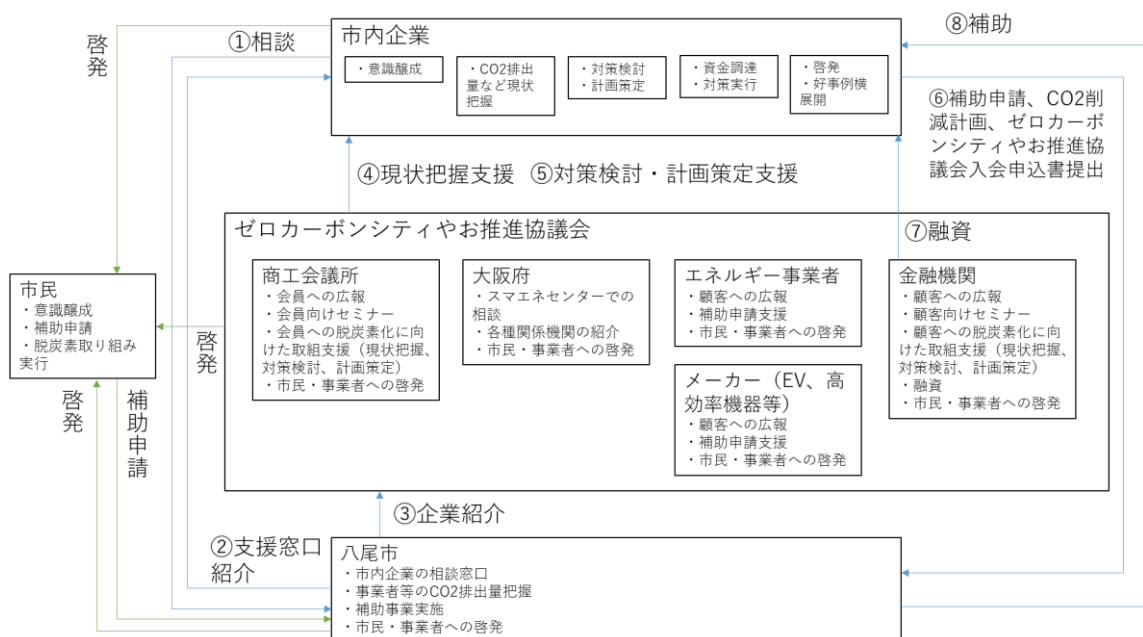 啓発
①相談
市内企業
・意識醸成
・CO2排出
量など現状
把握
・対策検討
・計画策定
・資金調達
・対策実行
・啓発
・好事例横
展開
⑧補助
⑥補助申請、CO2削
減計画、ゼロカーボ
ンシティやお推進協
議会入会申込書提出
④現状把握支援
⑤対策検討・計画策定支援
⑦融資
ゼロカーボンシティやお推進協議会
商工会議所
・会員への広報
・会員向けセミナー
・会員への脱炭素化に向
けた取組支援（現状把握、
対策検討、計画策定）
・市民・事業者への啓発
大阪府
・スマエネセンターでの
相談
・各種関係機関の紹介
・市民・事業者への啓発
エネルギー事業者
・顧客への広報
・補助申請支援
・市民・事業者への啓発
メーカー（EV、高
効率機器等）
・顧客への広報
・補助申請支援
・市民・事業者への啓発
金融機関
・顧客への広報
・顧客向けセミナー
・顧客への脱炭素化に向
けた取組支援（現状把握、
対策検討、計画策定）
・融資
・市民・事業者への啓発
市民
・意識醸成
・補助申請
・脱炭素取り組み
実行
啓発
啓発
補助申請
③企業紹介
②支援窓口
紹介
八尾市
・市内企業の相談窓口
・事業者等のCO2排出量把握
・補助事業実施
・市民・事業者への啓発